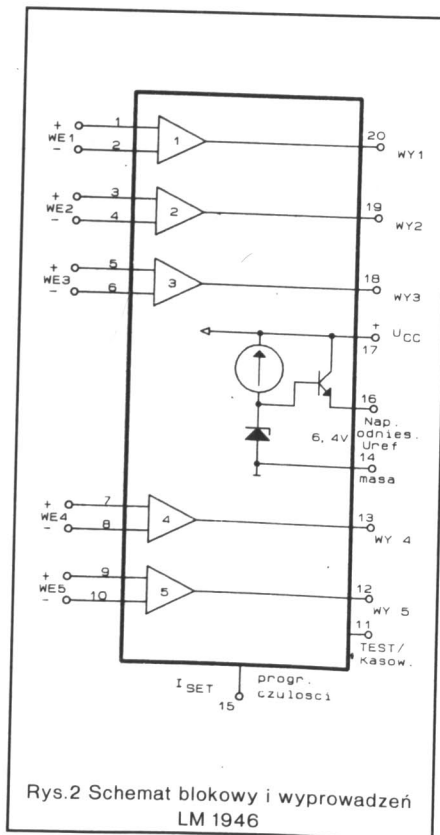 + 1
WE1 1 20
- 2 WY1
+ 3
WE2 2 19
- 4 WY2
+ 5
WE3 3 18
- 6 WY3
+ UCC
17
16
Nap.
6,4V odnies.
Uref
14
masa
+ 7
WE4 4 13
- 8 WY 4
+ 9
WE5 5 12
- 10 WY 5
11
TEST/
Kasow.
ISET progr.
15 czulosci
Rys.2 Schemat blokowy i wyprowadzeń
LM 1946